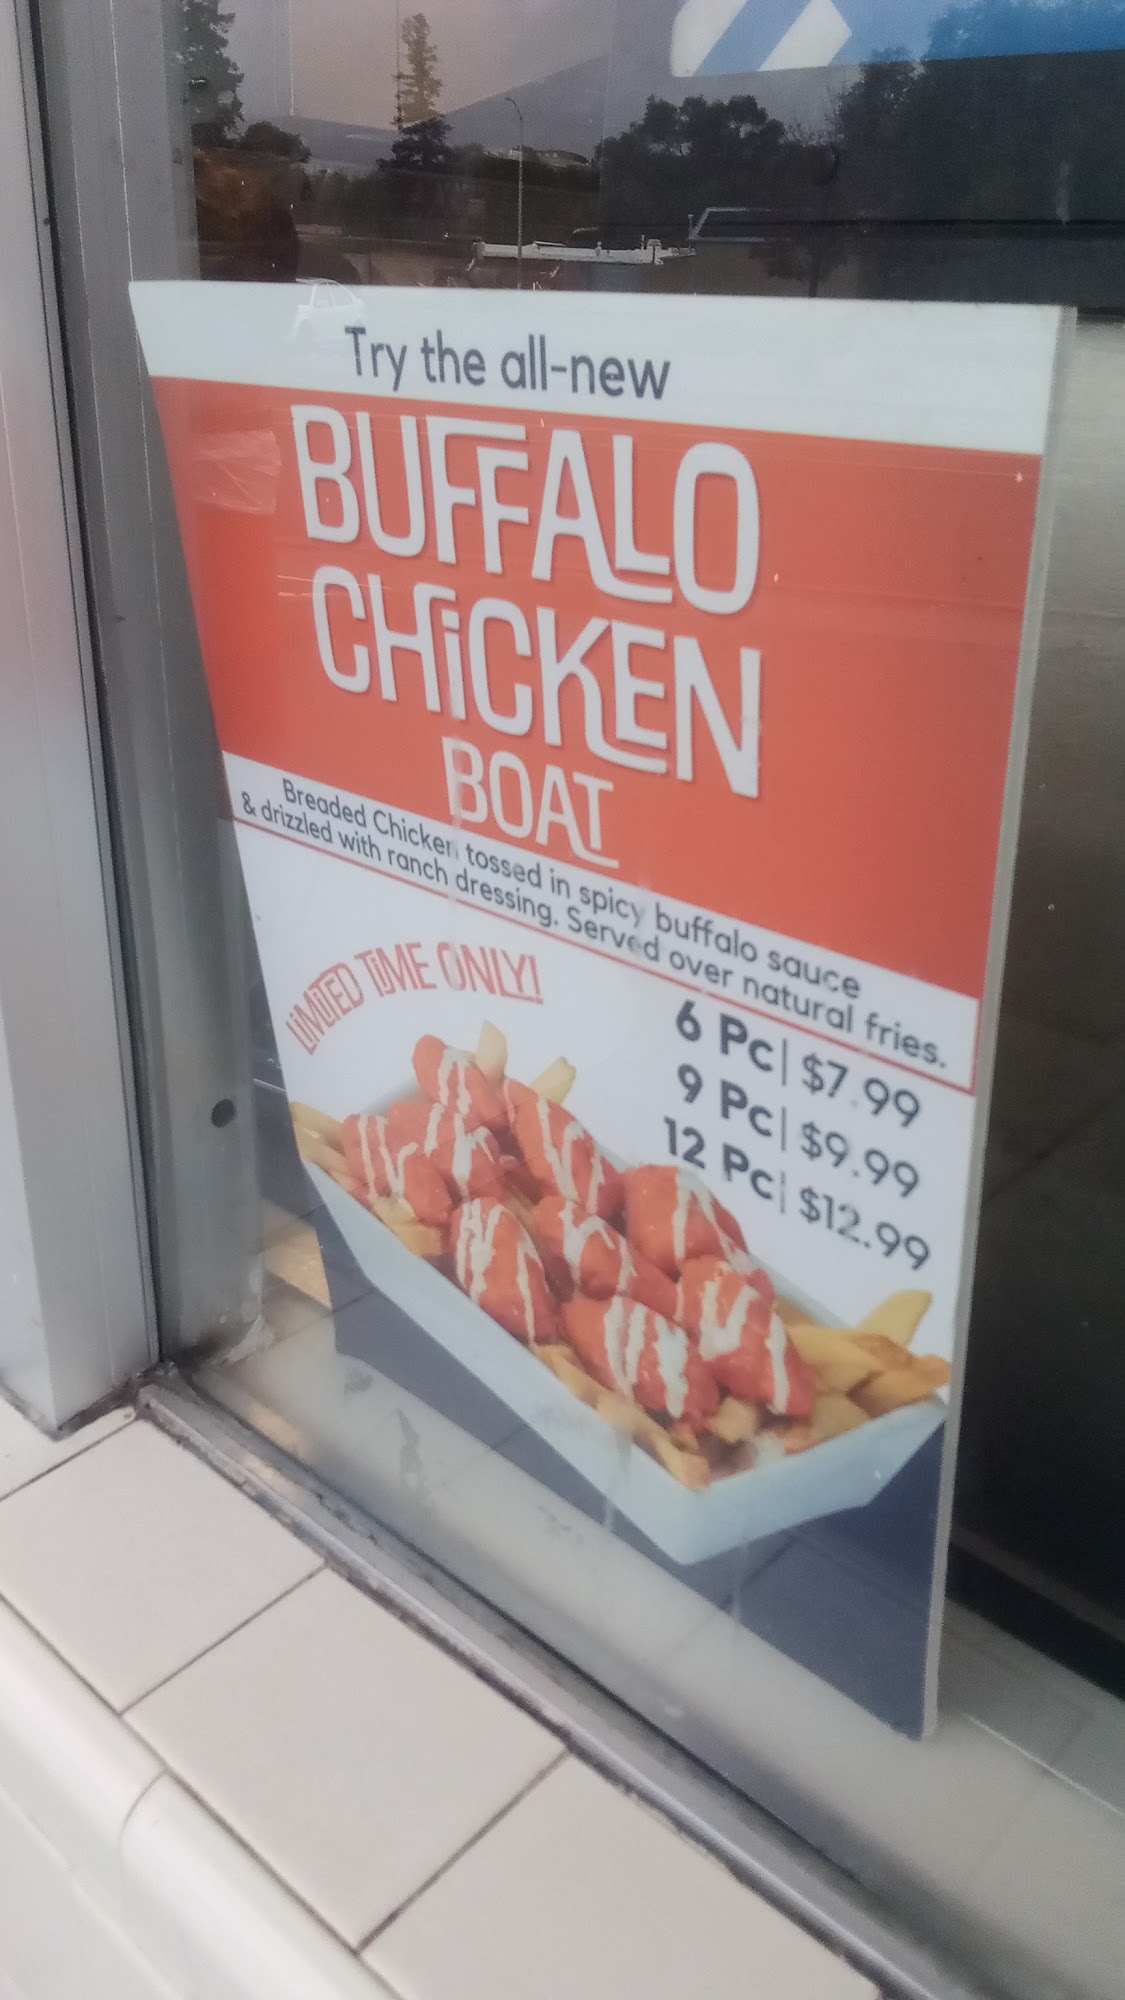 Try the all-new
BUFFALO
CHiCKEN
BOAT
Breaded Chicken tossed in spicy buffalo sauce
& drizzled with ranch dressing. Served over natural fries.
LiMiTED TiME ONLY!
6 Pc| $7.99
9 Pc| $9.99
12 Pc| $12.99